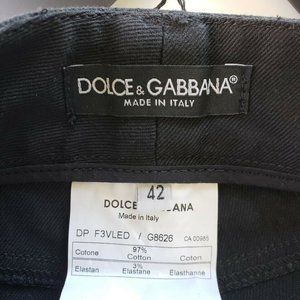 DOLCE & GABBANA®
MADE IN ITALY
42
DOLCE ANA
Made in Italy
DP F3VLED / G8626 CA 00985
97%
Cotone Cotton Coton
3%
Elastan Elastane Elasthanne